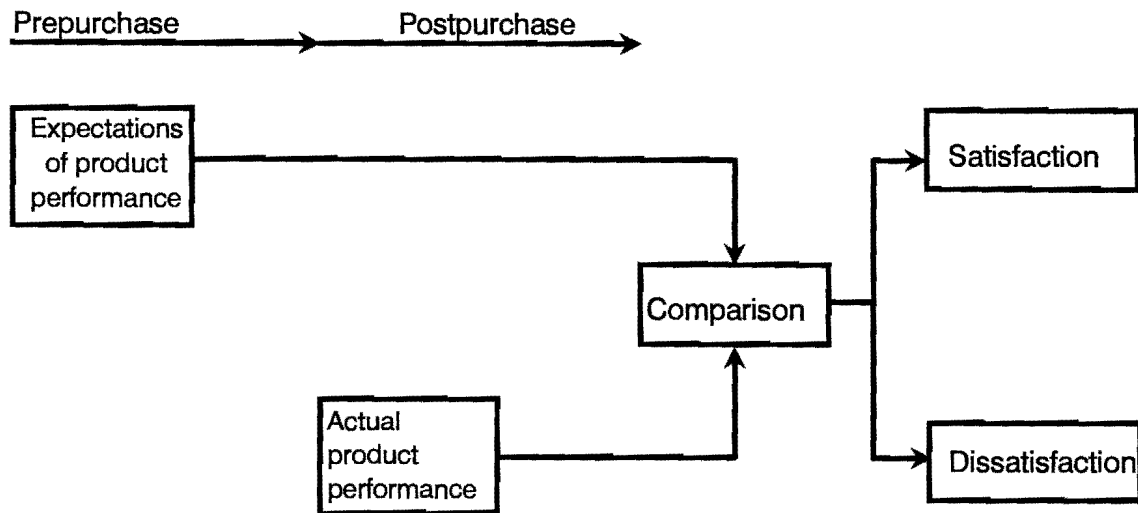 Prepurchase
Postpurchase
Expectations
of product
performance
Satisfaction
Comparison
Actual
product
performance
Dissatisfaction